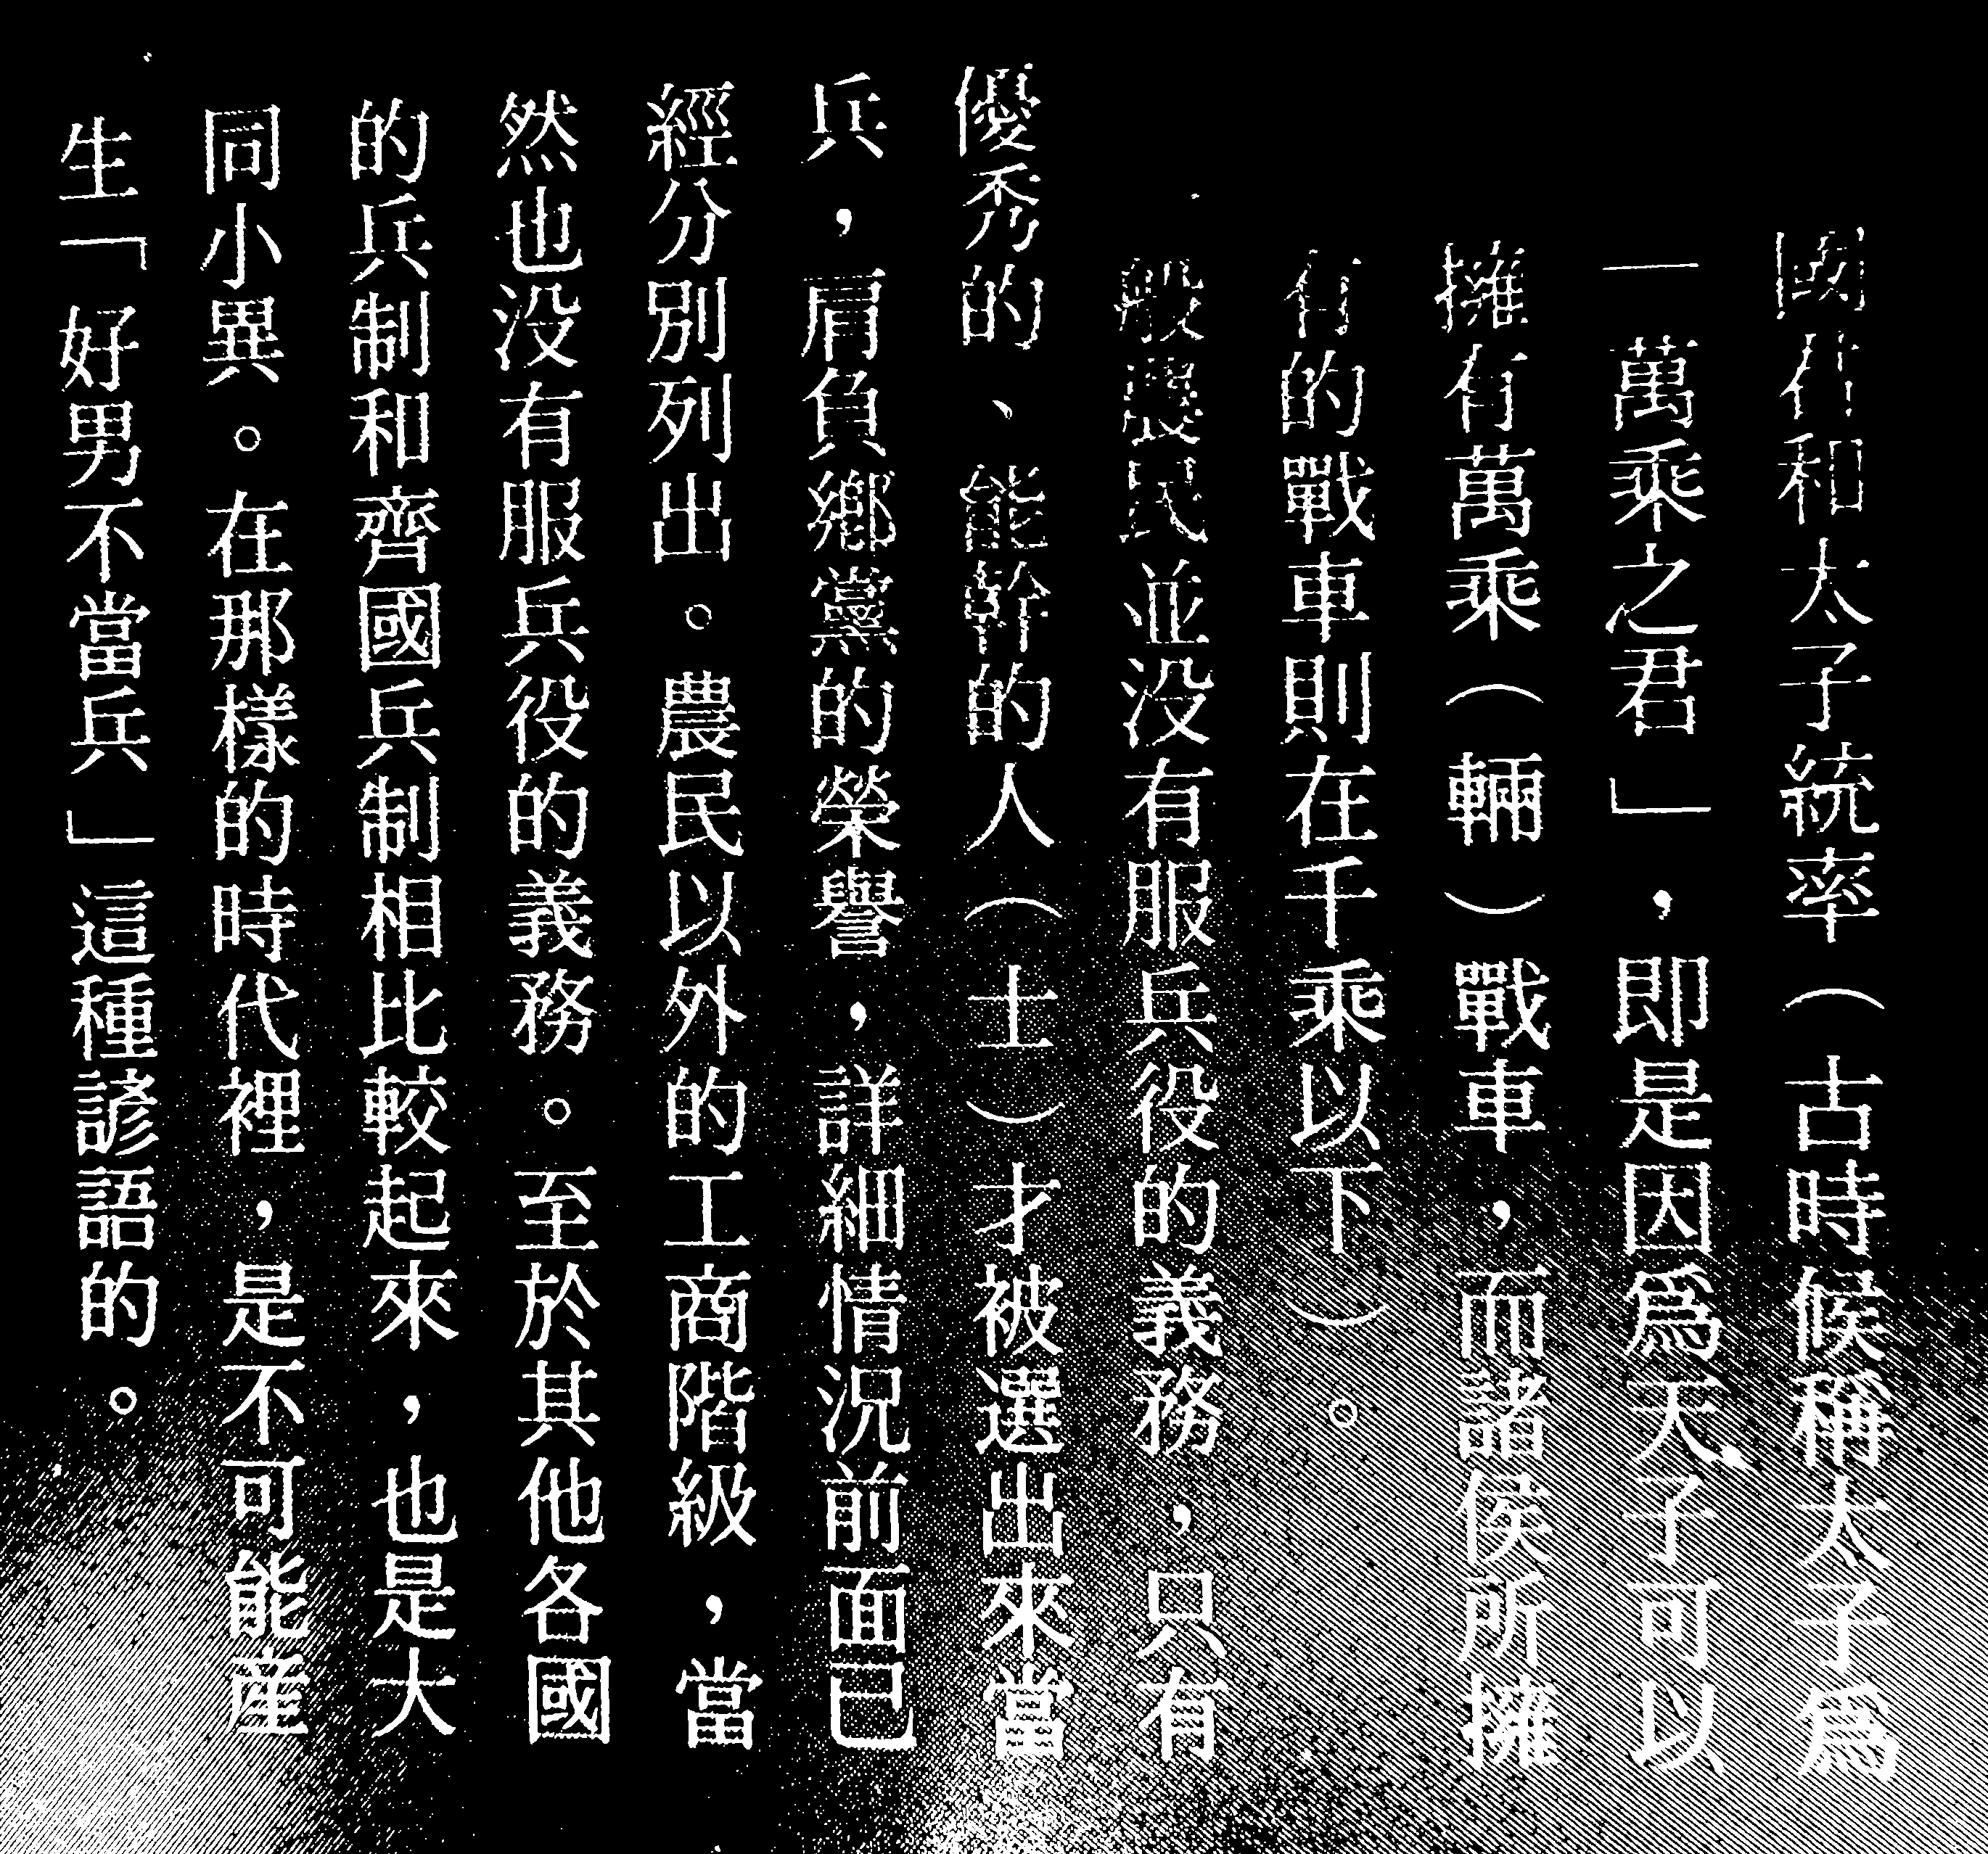 國君和太子統率（古時候稱太子為
「萬乘之君」，即是因為天子可以
擁有萬乘（輛）戰車，而諸侯所擁
有的戰車則在千乘以下）。
般農民並没有服兵役的義務，只有
優秀的、能幹的人（士）才被選出來當
兵，肩負鄉黨的榮譽，詳細情況前面已
經分別列出。農民以外的工商階級，當
然也没有服兵役的義務。至於其他各國
的兵制和齊國兵制相比較起來，也是大
同小異。在那樣的時代裡，是不可能産
生「好男不當兵」這種諺語的。